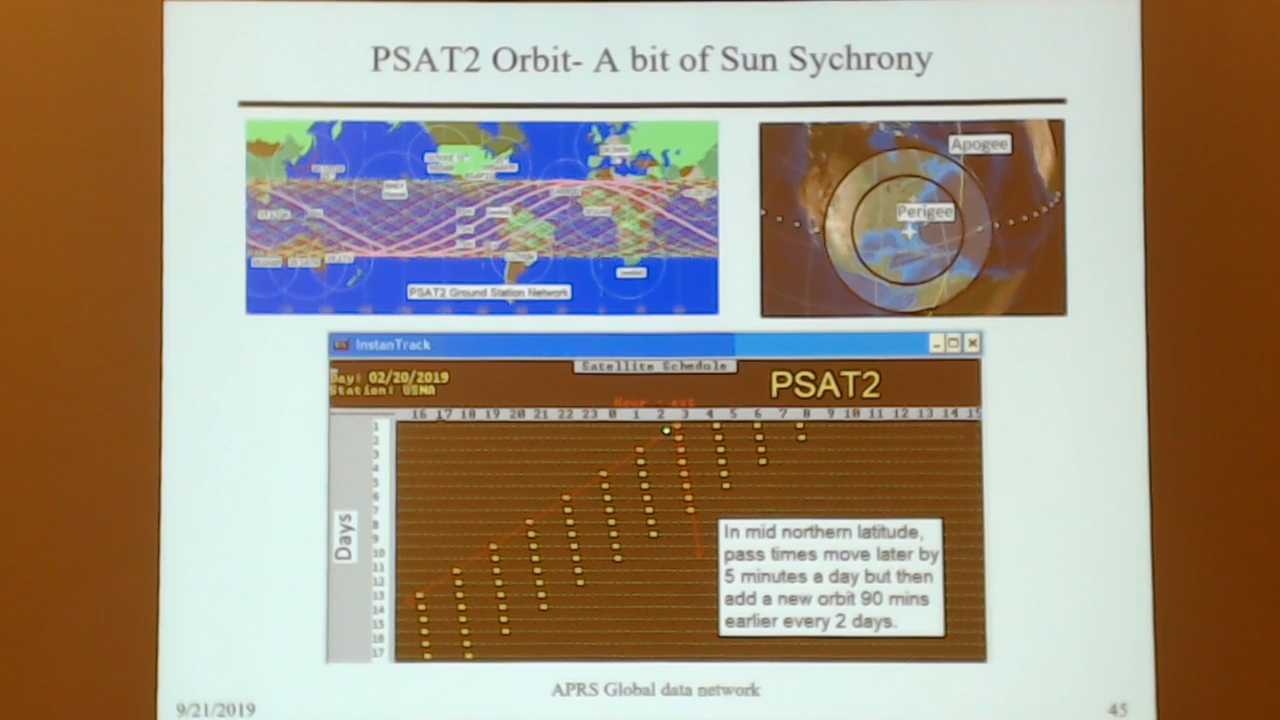 PSAT2 Orbit- A bit of Sun Sychrony
PSAT2 Ground Station Network
Apogee
Perigee
InstanTrack
Satellite Schedule
Day: 02/20/2019
Station: USNA
PSAT2
Hour - est
16 17 18 19 20 21 22 23 0 1 2 3 4 5 6 7 8 9 10 11 12 13 14 15
Days
1
2
3
4
5
6
7
8
9
10
11
12
13
14
15
16
17
In mid northern latitude,
pass times move later by
5 minutes a day but then
add a new orbit 90 mins
earlier every 2 days.
APRS Global data network
9/21/2019
45